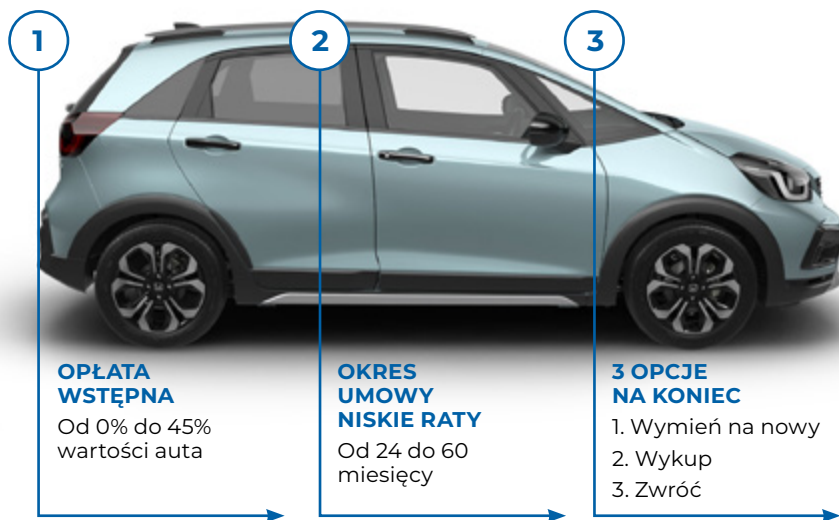 1
2
3
OPŁATA
WSTĘPNA
Od 0% do 45%
wartości auta
OKRES
UMOWY
NISKIE RATY
Od 24 do 60
miesięcy
3 OPCJE
NA KONIEC
1. Wymień na nowy
2. Wykup
3. Zwróć